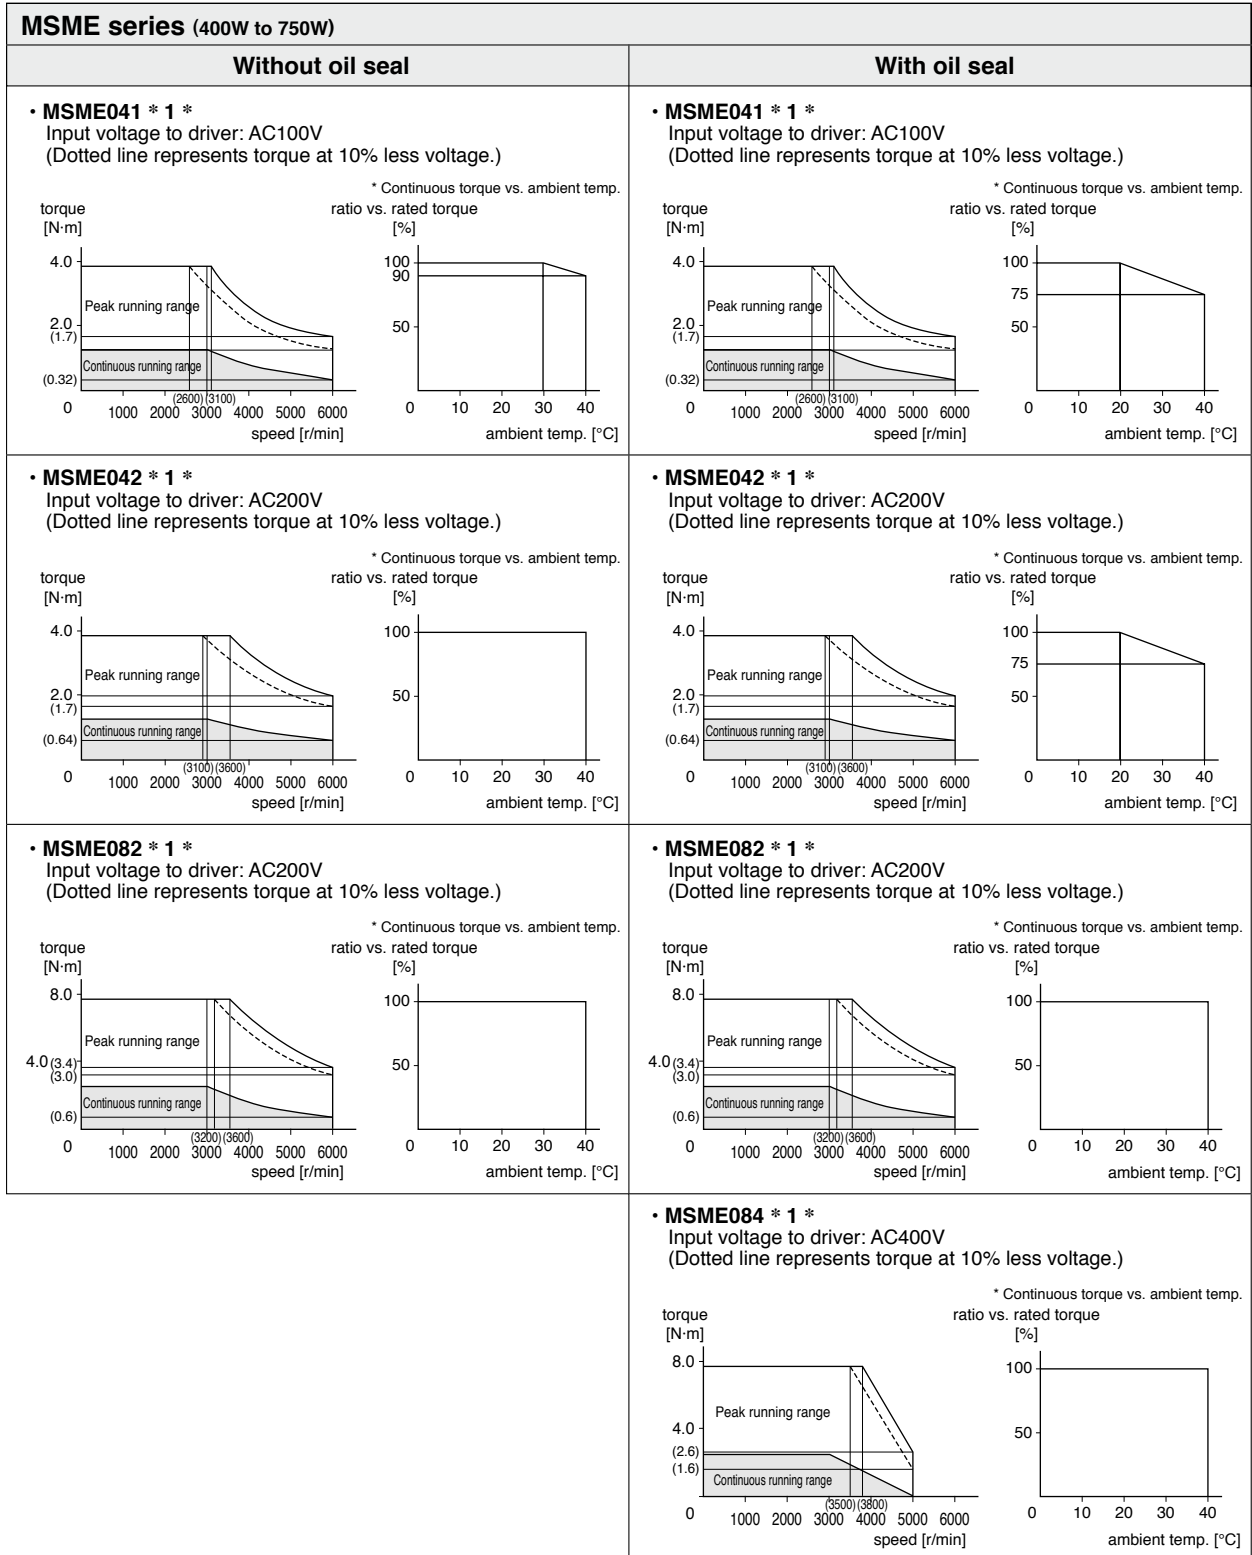 MSME series (400W to 750W)
Without oil seal
With oil seal
・MSME041 * 1 *
Input voltage to driver: AC100V
(Dotted line represents torque at 10% less voltage.)
* Continuous torque vs. ambient temp.
torque
[N·m]
ratio vs. rated torque
[%]
4.0
2.0
(1.7)
(0.32)
Peak running range
Continuous running range
(2600) (3100)
0 1000 2000 3000 4000 5000 6000
speed [r/min]
100
90
50
0 10 20 30 40
ambient temp. [°C]
・MSME041 * 1 *
Input voltage to driver: AC100V
(Dotted line represents torque at 10% less voltage.)
* Continuous torque vs. ambient temp.
torque
[N·m]
ratio vs. rated torque
[%]
4.0
2.0
(1.7)
(0.32)
Peak running range
Continuous running range
(2600) (3100)
0 1000 2000 3000 4000 5000 6000
speed [r/min]
100
75
50
0 10 20 30 40
ambient temp. [°C]
・MSME042 * 1 *
Input voltage to driver: AC200V
(Dotted line represents torque at 10% less voltage.)
* Continuous torque vs. ambient temp.
torque
[N·m]
ratio vs. rated torque
[%]
4.0
2.0
(1.7)
(0.64)
Peak running range
Continuous running range
(3100) (3600)
0 1000 2000 3000 4000 5000 6000
speed [r/min]
100
50
0 10 20 30 40
ambient temp. [°C]
・MSME042 * 1 *
Input voltage to driver: AC200V
(Dotted line represents torque at 10% less voltage.)
* Continuous torque vs. ambient temp.
torque
[N·m]
ratio vs. rated torque
[%]
4.0
2.0
(1.7)
(0.64)
Peak running range
Continuous running range
(3100) (3600)
0 1000 2000 3000 4000 5000 6000
speed [r/min]
100
75
50
0 10 20 30 40
ambient temp. [°C]
・MSME082 * 1 *
Input voltage to driver: AC200V
(Dotted line represents torque at 10% less voltage.)
* Continuous torque vs. ambient temp.
torque
[N·m]
ratio vs. rated torque
[%]
8.0
4.0 (3.4)
(3.0)
(0.6)
Peak running range
Continuous running range
(3200) (3600)
0 1000 2000 3000 4000 5000 6000
speed [r/min]
100
50
0 10 20 30 40
ambient temp. [°C]
・MSME082 * 1 *
Input voltage to driver: AC200V
(Dotted line represents torque at 10% less voltage.)
* Continuous torque vs. ambient temp.
torque
[N·m]
ratio vs. rated torque
[%]
8.0
4.0 (3.4)
(3.0)
(0.6)
Peak running range
Continuous running range
(3200) (3600)
0 1000 2000 3000 4000 5000 6000
speed [r/min]
100
50
0 10 20 30 40
ambient temp. [°C]
・MSME084 * 1 *
Input voltage to driver: AC400V
(Dotted line represents torque at 10% less voltage.)
* Continuous torque vs. ambient temp.
torque
[N·m]
ratio vs. rated torque
[%]
8.0
4.0
(2.6)
(1.6)
Peak running range
Continuous running range
(3500) (3800)
0 1000 2000 3000 4000 5000 6000
speed [r/min]
100
50
0 10 20 30 40
ambient temp. [°C]